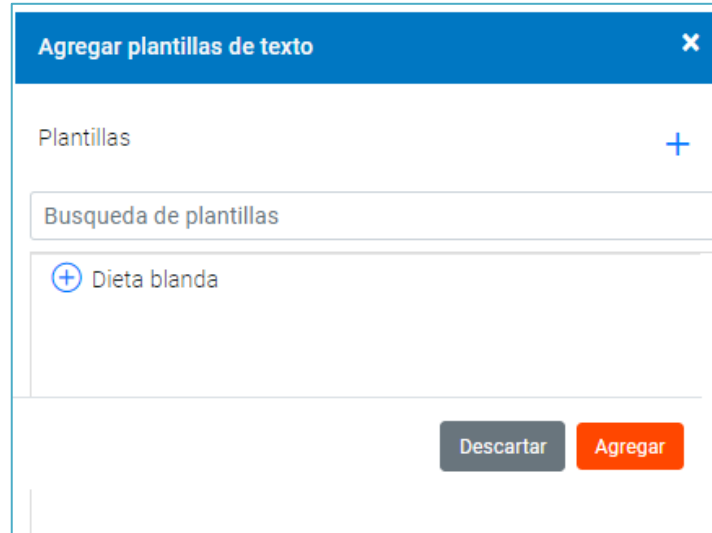 Agregar plantillas de texto
Plantillas
Busqueda de plantillas
Dieta blanda
Descartar Agregar